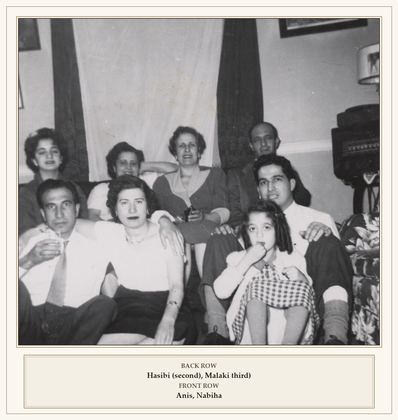 BACK ROW
Hasibi (second), Malaki third)
FRONT ROW
Anis, Nabiha